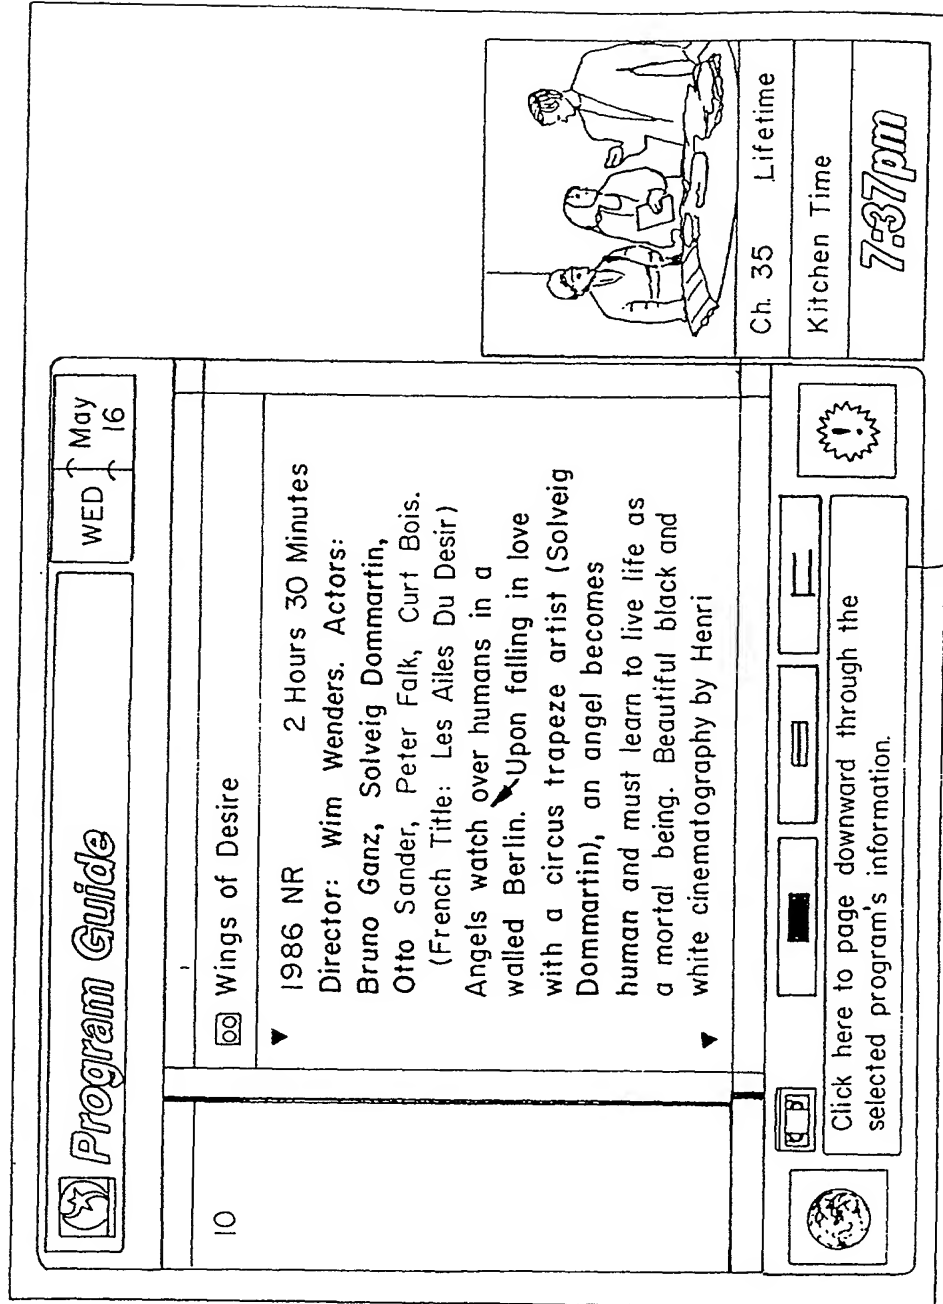 Program Guide
WED May
16
10
Wings of Desire
1986 NR 2 Hours 30 Minutes
Director: Wim Wenders. Actors:
Bruno Ganz, Solveig Dommartin,
Otto Sander, Peter Falk, Curt Bois.
(French Title: Les Ailes Du Desir)
Angels watch over humans in a
walled Berlin. Upon falling in love
with a circus trapeze artist (Solveig
Dommartin), an angel becomes
human and must learn to live life as
a mortal being. Beautiful black and
white cinematography by Henri
Click here to page downward through the
selected program's information.
!
Ch. 35 Lifetime
Kitchen Time
7:37pm